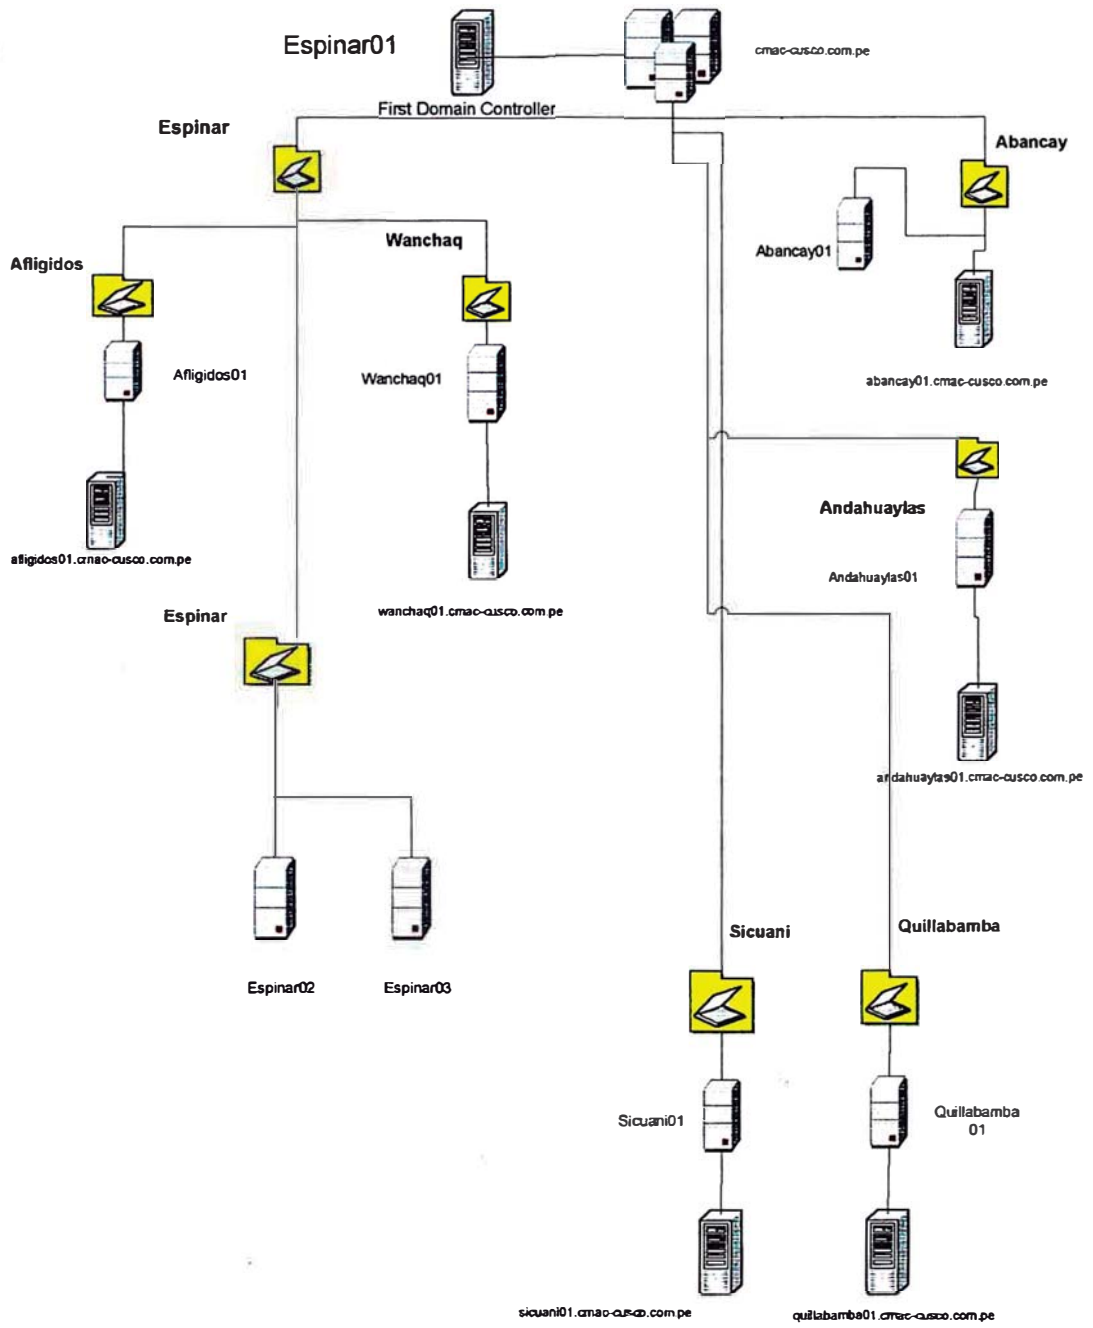 Espinar01
cmac-cusco.com.pe
First Domain Controller
Espinar
Abancay
Wanchaq
Abancay01
Afligidos
Afligidos01
Wanchaq01
abancay01.cmac-cusco.com.pe
Andahuaylas
afligidos01.cmac-cusco.com.pe
Andahuaylas01
wanchaq01.cmac-cusco.com.pe
Espinar
andahuaylas01.cmac-cusco.com.pe
Sicuani
Quillabamba
Espinar02
Espinar03
Sicuani01
Quillabamba
01
sicuani01.cmac-cusco.com.pe
quillabamba01.cmac-cusco.com.pe